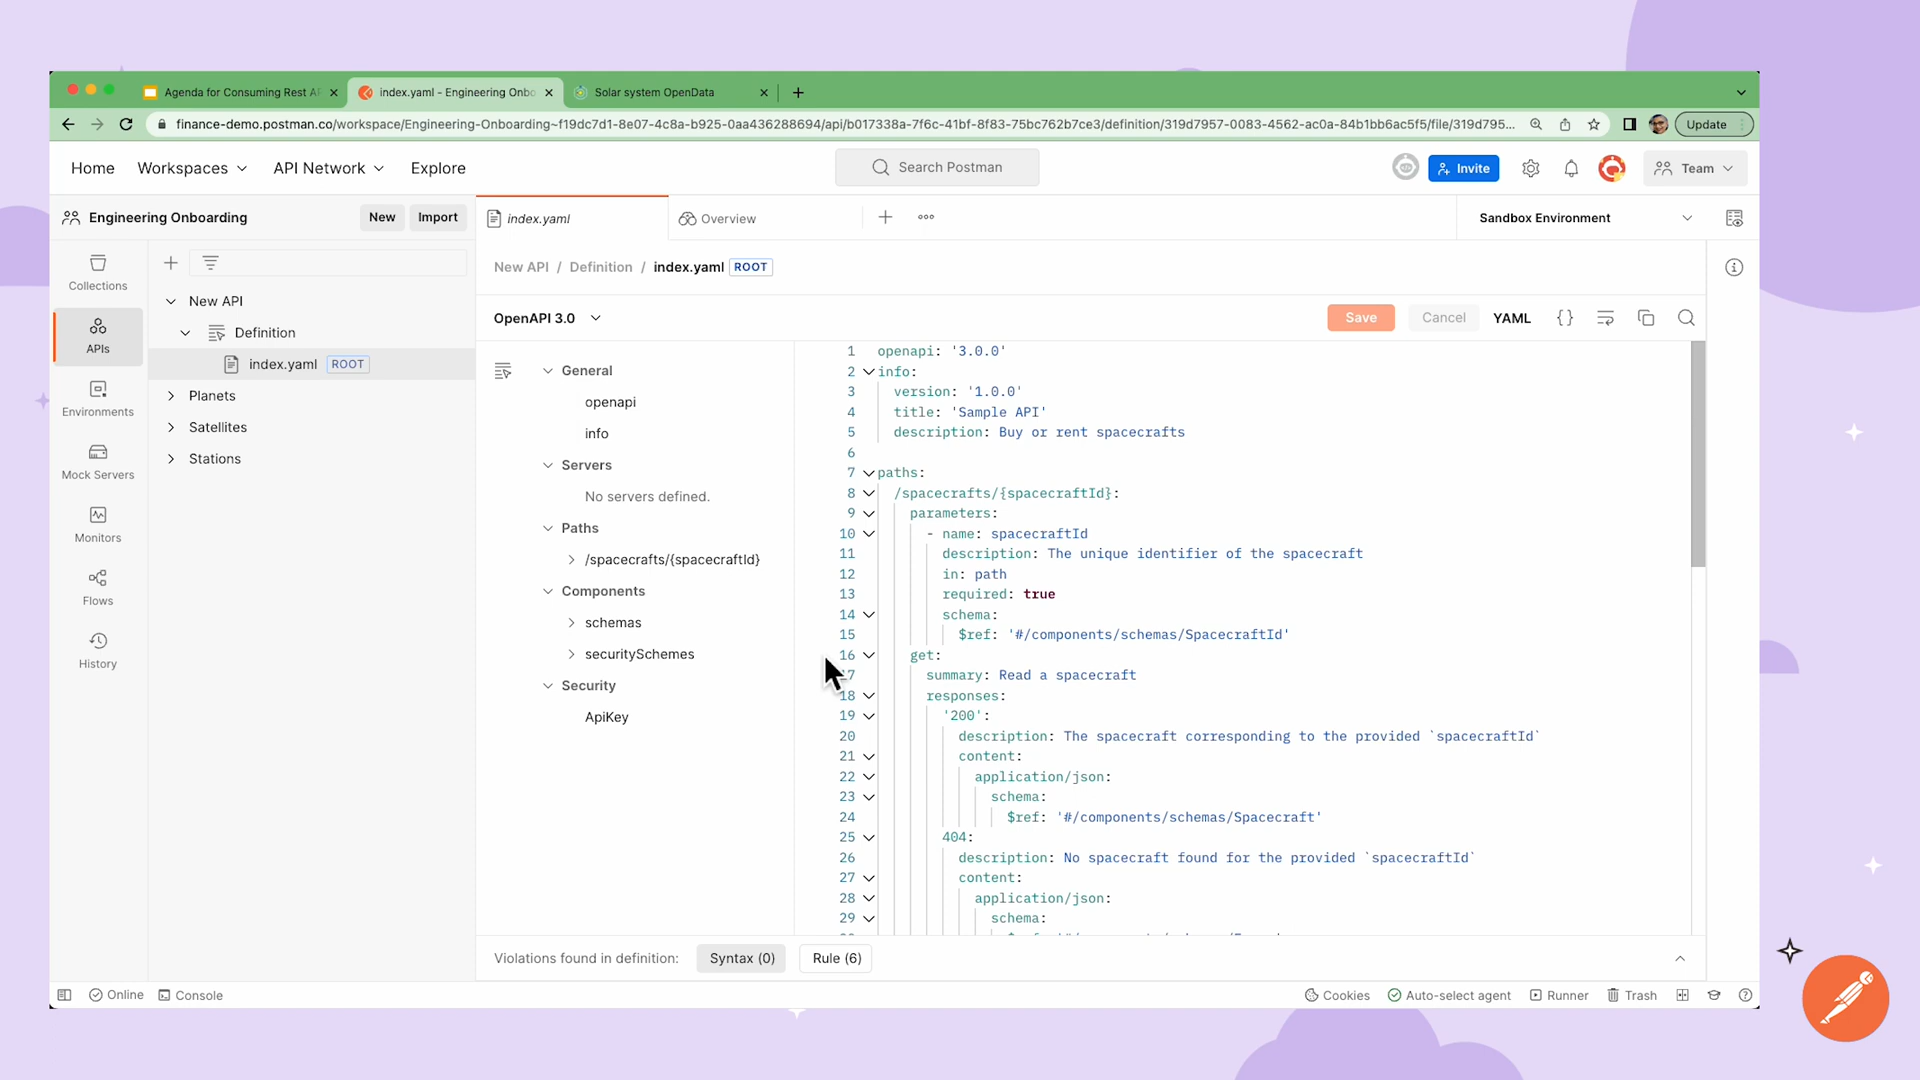 Agenda for Consuming Rest AP
index.yaml - Engineering Onbo
Solar system OpenData
finance-demo.postman.co/workspace/Engineering-Onboarding~f19dc7d1-8e07-4c8a-b925-0aa436288694/api/b017338a-7f6c-41bf-8f83-75bc762b7ce3/definition/319d7957-0083-4562-ac0a-84b1bb6ac5f5/file/319d795...
Update
Home
Workspaces
API Network
Explore
Search Postman
Invite
Team
Engineering Onboarding
New
Import
index.yaml
Overview
Sandbox Environment
Collections
APIs
Environments
Mock Servers
Monitors
Flows
History
New API
Definition
index.yaml ROOT
Planets
Satellites
Stations
New API / Definition / index.yaml ROOT
OpenAPI 3.0
Save
Cancel
YAML
General
openapi
info
Servers
No servers defined.
Paths
/spacecrafts/{spacecraftId}
Components
schemas
securitySchemes
Security
ApiKey
1 openapi: '3.0.0'
2 info:
3 version: '1.0.0'
4 title: 'Sample API'
5 description: Buy or rent spacecrafts
6
7 paths:
8 /spacecrafts/{spacecraftId}:
9 parameters:
10 - name: spacecraftId
11 description: The unique identifier of the spacecraft
12 in: path
13 required: true
14 schema:
15 $ref: '#/components/schemas/SpacecraftId'
16 get:
17 summary: Read a spacecraft
18 responses:
19 '200':
20 description: The spacecraft corresponding to the provided `spacecraftId`
21 content:
22 application/json:
23 schema:
24 $ref: '#/components/schemas/Spacecraft'
25 404:
26 description: No spacecraft found for the provided `spacecraftId`
27 content:
28 application/json:
29 schema:
Violations found in definition:
Syntax (0)
Rule (6)
Online
Console
Cookies
Auto-select agent
Runner
Trash